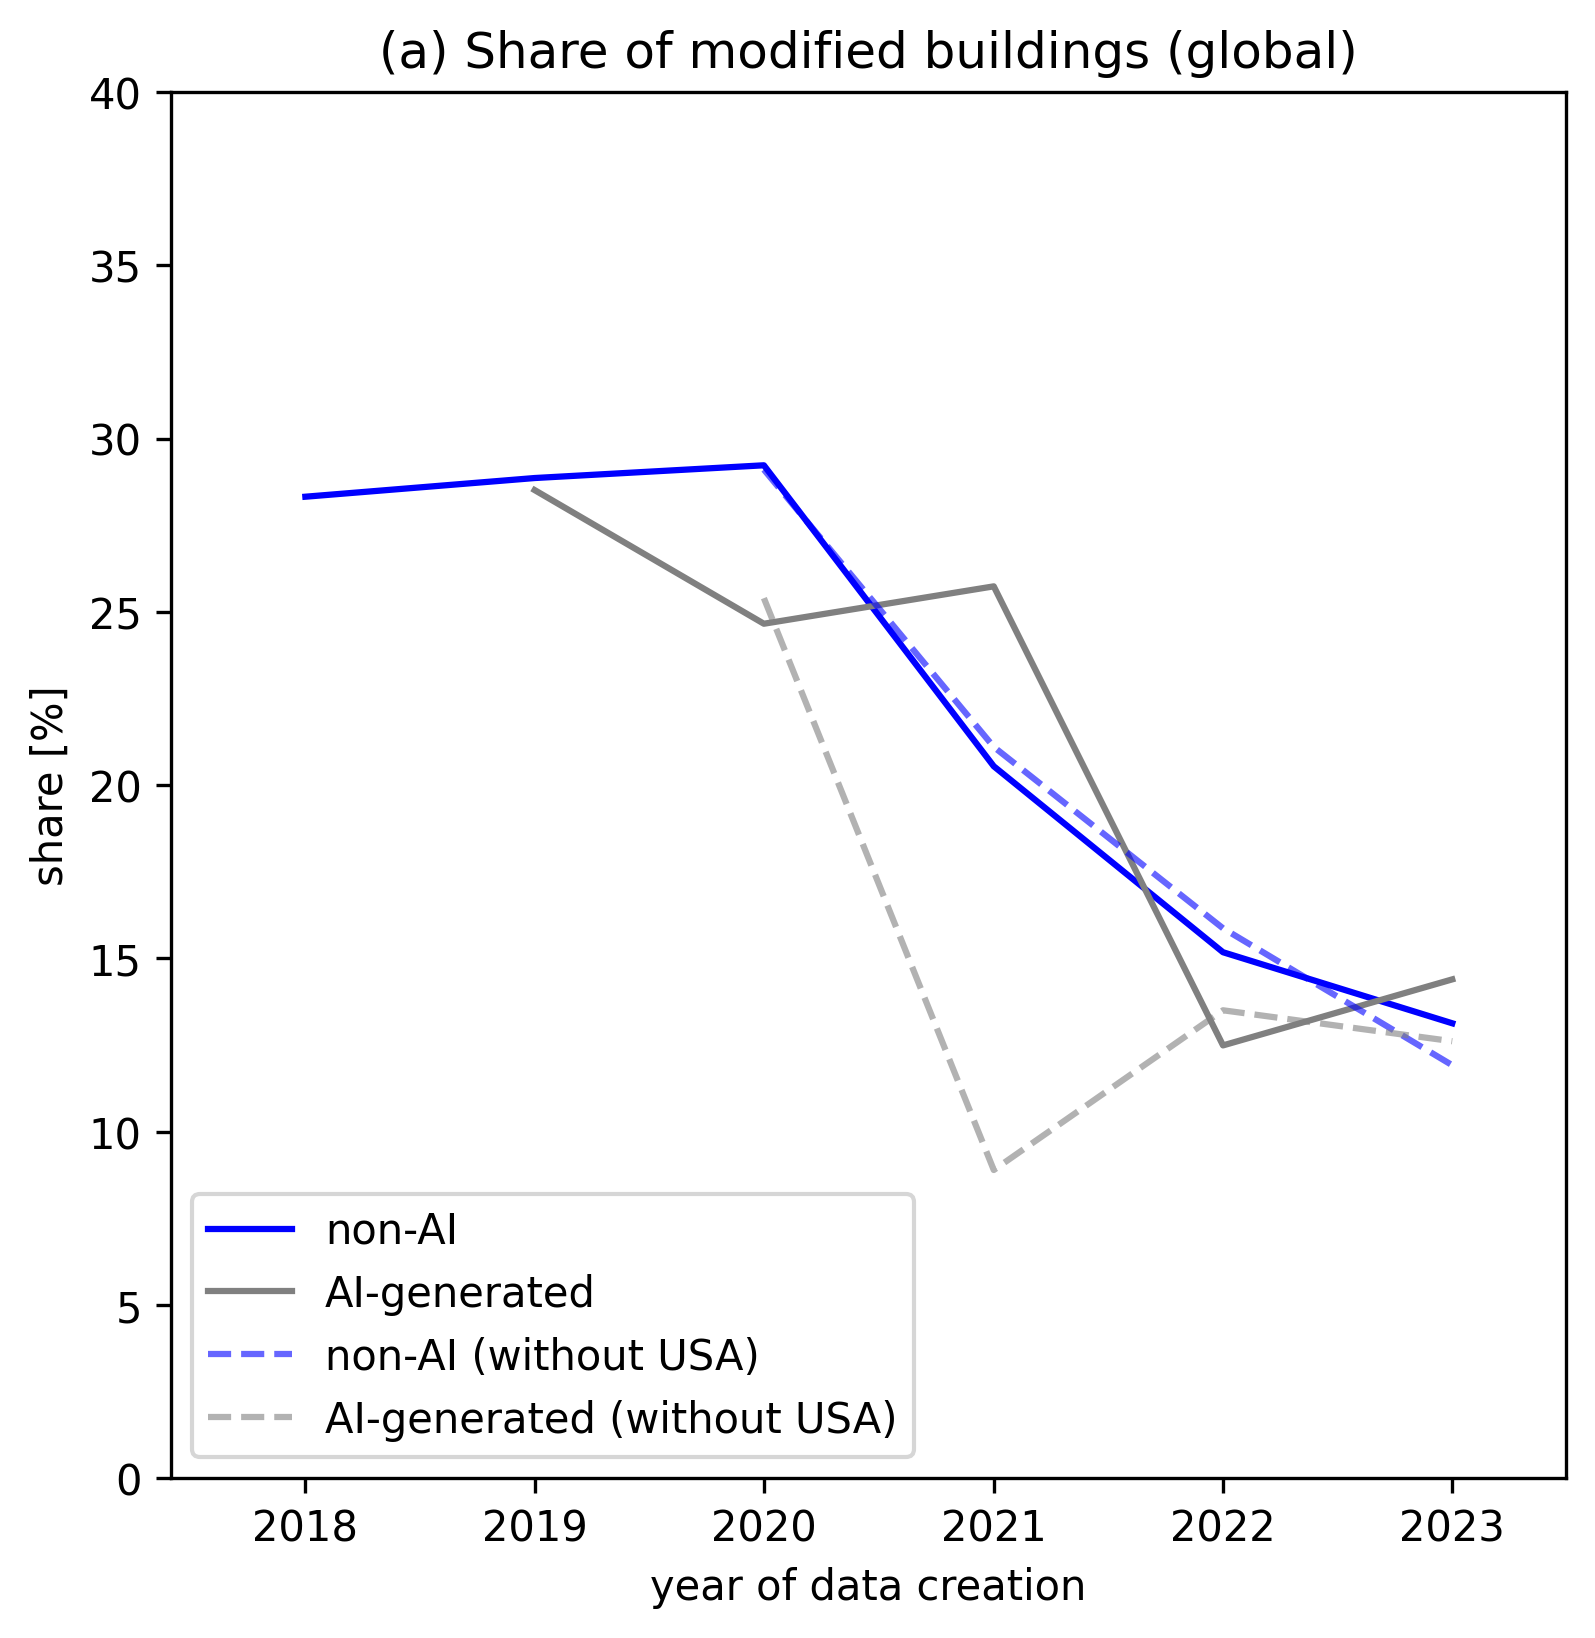 (a) Share of modified buildings (global)
40
35
30
25
20
15
10
5
0
share [%]
non-AI
AI-generated
non-AI (without USA)
AI-generated (without USA)
2018 2019 2020 2021 2022 2023
year of data creation